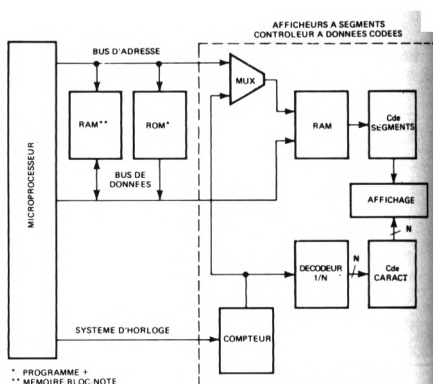 AFFICHEURS A SEGMENTS
CONTROLEUR A DONNEES CODEES
BUS D'ADRESSE
MUX
MICROPROCESSEUR
RAM**
ROM*
RAM
Cde
SEGMENTS
BUS DE
DONNEES
AFFICHAGE
N
DECODEUR
1/N
N
Cde
CARACT
SYSTEME D'HORLOGE
COMPTEUR
* PROGRAMME +
** MEMOIRE BLOC-NOTE